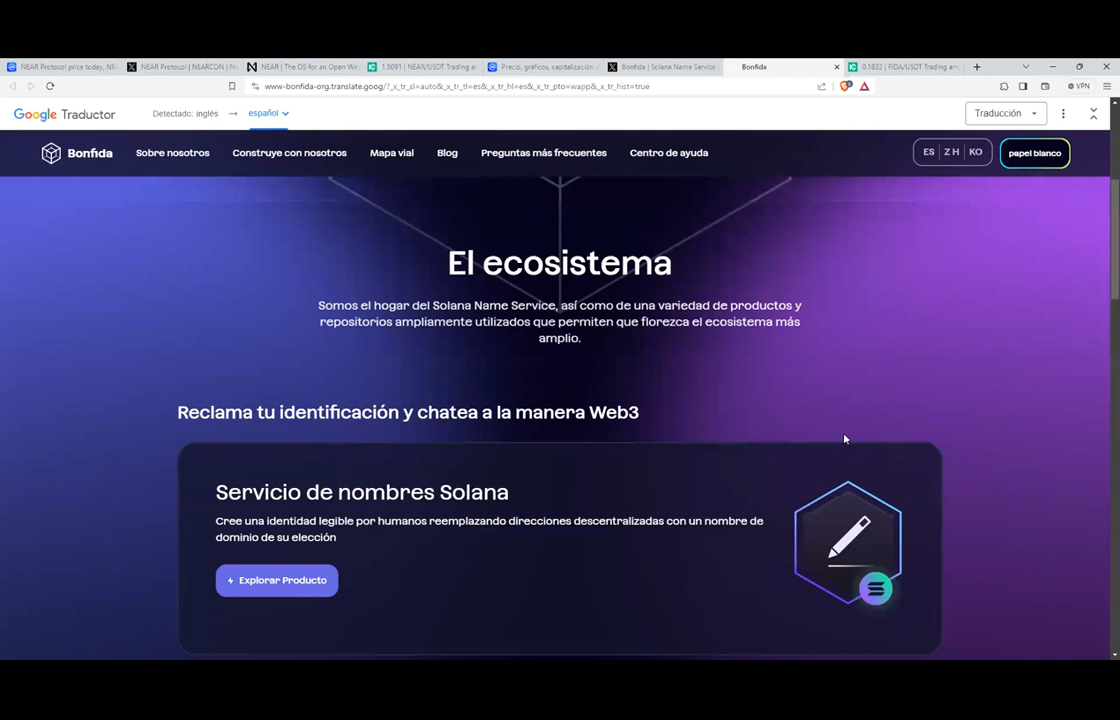 NEAR Protocol price today, NE
NEAR Protocol | NEARCON | N
NEAR | The OS for an Open We
1.5091 | NEAR/USDT Trading a
Precio, gráficos, capitalización d
Bonfida | Solana Name Service
Bonfida
0.1832 | FIDA/USDT Trading an
www-bonfida-org.translate.goog/?_x_tr_sl=auto&_x_tr_tl=es&_x_tr_hl=es&_x_tr_pto=wapp&_x_tr_hist=true
VPN
Google Traductor
Detectado: inglés → español
Traducción
Bonfida
Sobre nosotros
Construye con nosotros
Mapa vial
Blog
Preguntas más frecuentes
Centro de ayuda
ES | Z H | KO
papel blanco
El ecosistema
Somos el hogar del Solana Name Service, así como de una variedad de productos y
repositorios ampliamente utilizados que permiten que florezca el ecosistema más
amplio.
Reclama tu identificación y chatea a la manera Web3
Servicio de nombres Solana
Cree una identidad legible por humanos reemplazando direcciones descentralizadas con un nombre de
dominio de su elección
Explorar Producto